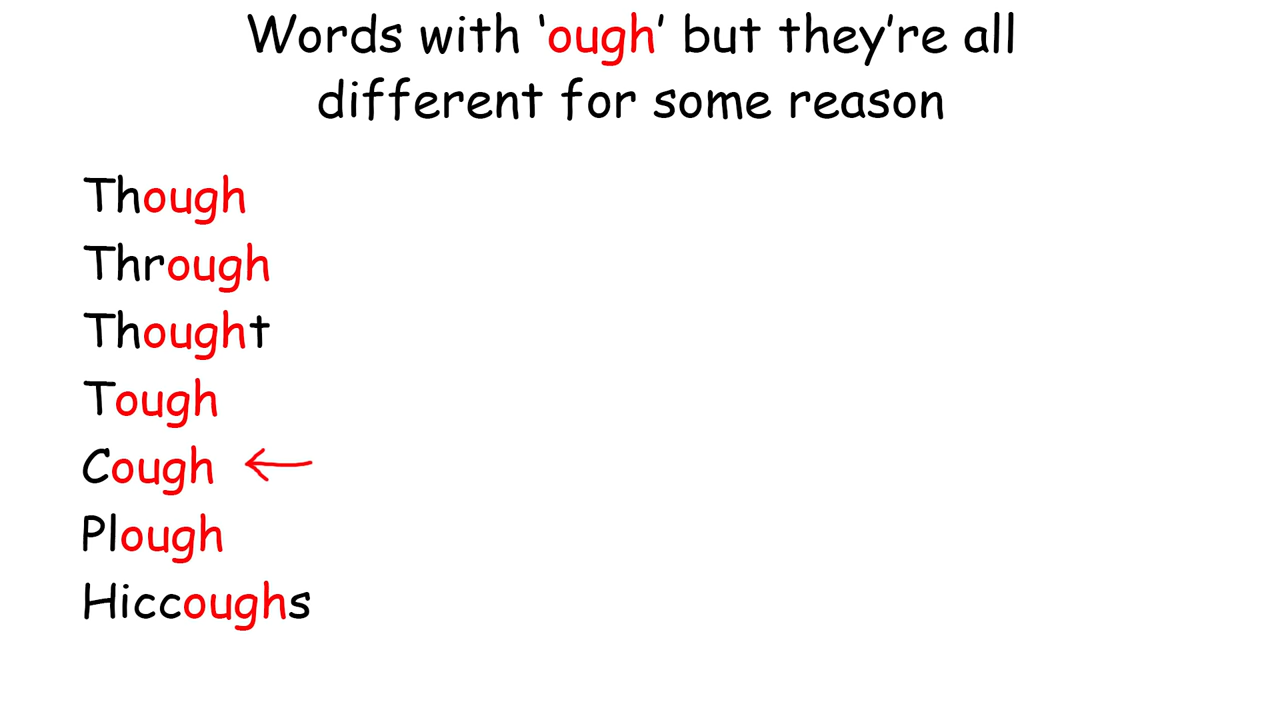 Words with ‘ough’ but they’re all
different for some reason
Though
Through
Thought
Tough
Cough
Plough
Hiccoughs